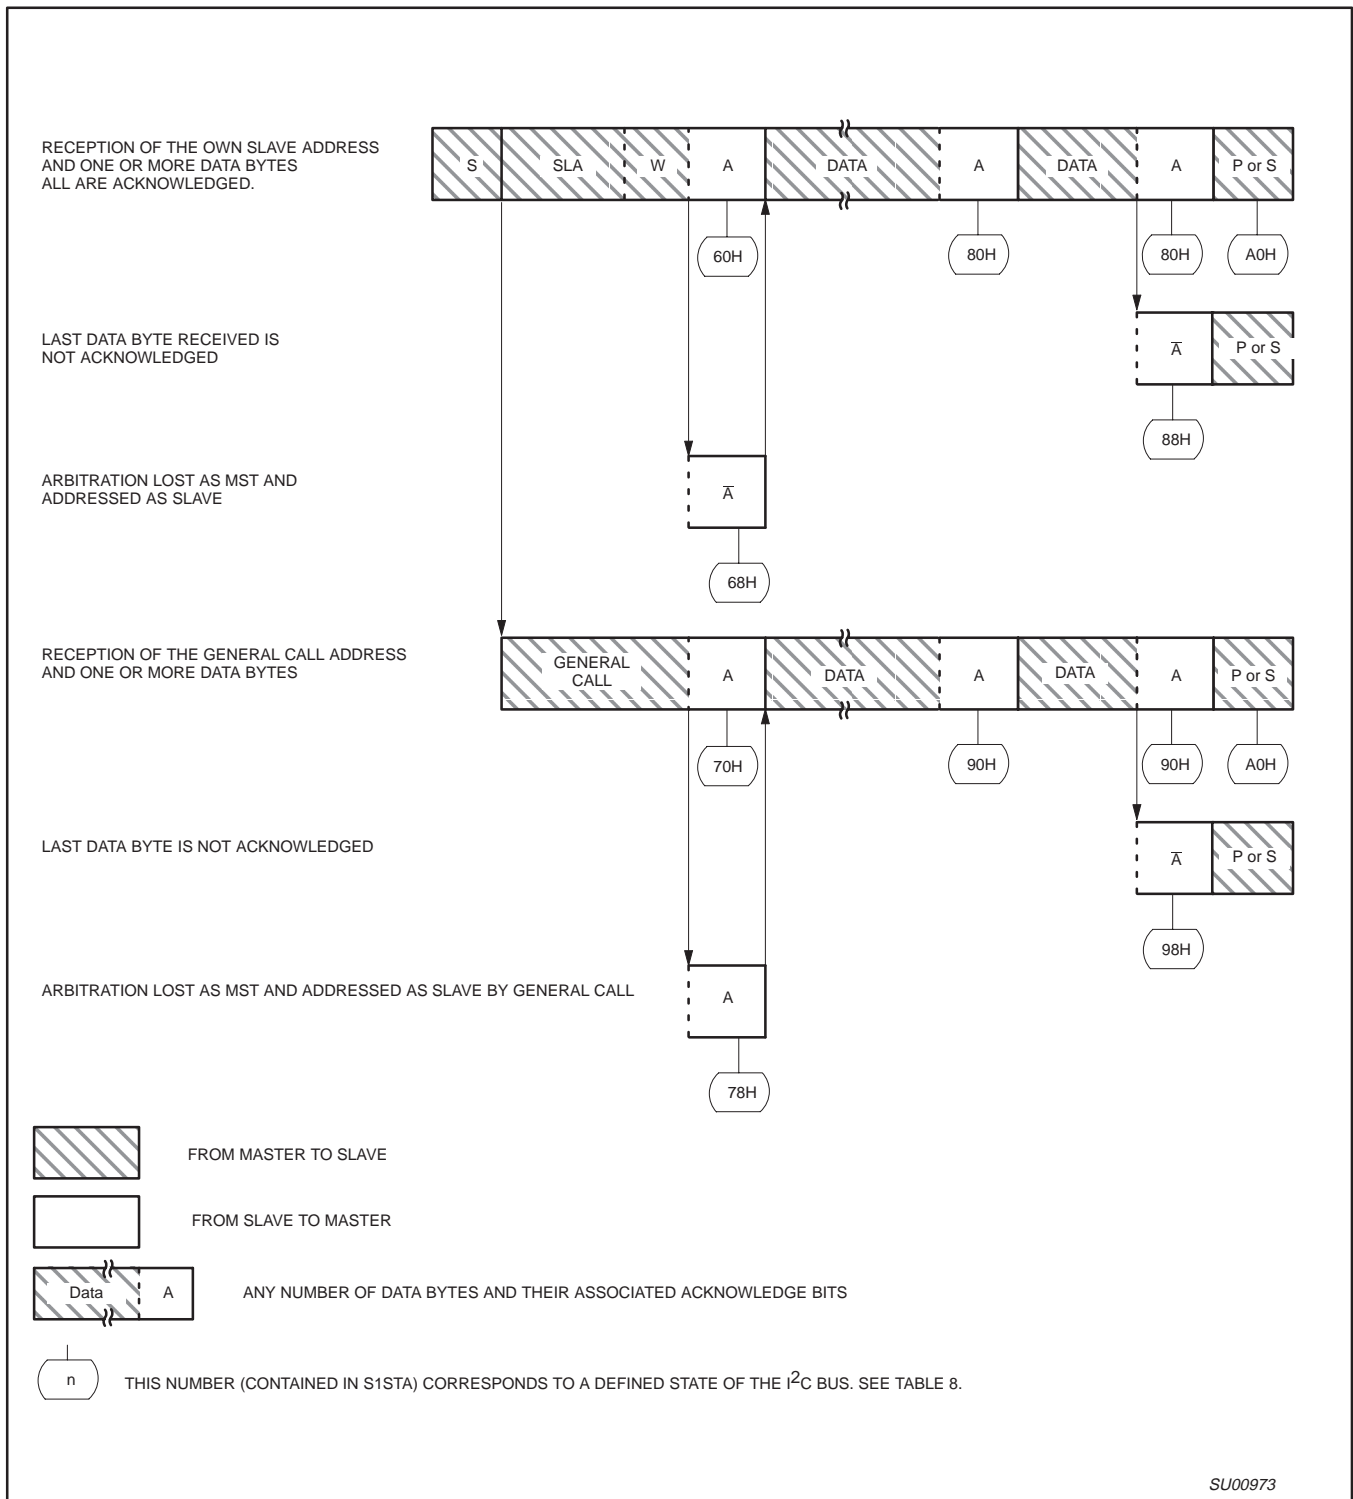 RECEPTION OF THE OWN SLAVE ADDRESS
AND ONE OR MORE DATA BYTES
ALL ARE ACKNOWLEDGED.
S SLA W A DATA A DATA A P or S
60H 80H 80H A0H
LAST DATA BYTE RECEIVED IS
NOT ACKNOWLEDGED
A̅ P or S
88H
ARBITRATION LOST AS MST AND
ADDRESSED AS SLAVE
A̅
68H
RECEPTION OF THE GENERAL CALL ADDRESS
AND ONE OR MORE DATA BYTES
GENERAL
CALL
A DATA A DATA A P or S
70H 90H 90H A0H
LAST DATA BYTE IS NOT ACKNOWLEDGED
A̅ P or S
98H
ARBITRATION LOST AS MST AND ADDRESSED AS SLAVE BY GENERAL CALL
A
78H
FROM MASTER TO SLAVE
FROM SLAVE TO MASTER
Data A ANY NUMBER OF DATA BYTES AND THEIR ASSOCIATED ACKNOWLEDGE BITS
n THIS NUMBER (CONTAINED IN S1STA) CORRESPONDS TO A DEFINED STATE OF THE I²C BUS. SEE TABLE 8.
SU00973